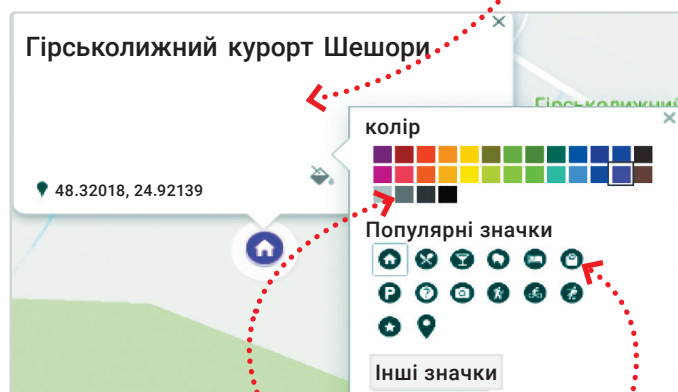 Гірськолижний курорт Шешори
48.32018, 24.92139
Гірськолижний
колір
Популярні значки
Інші значки